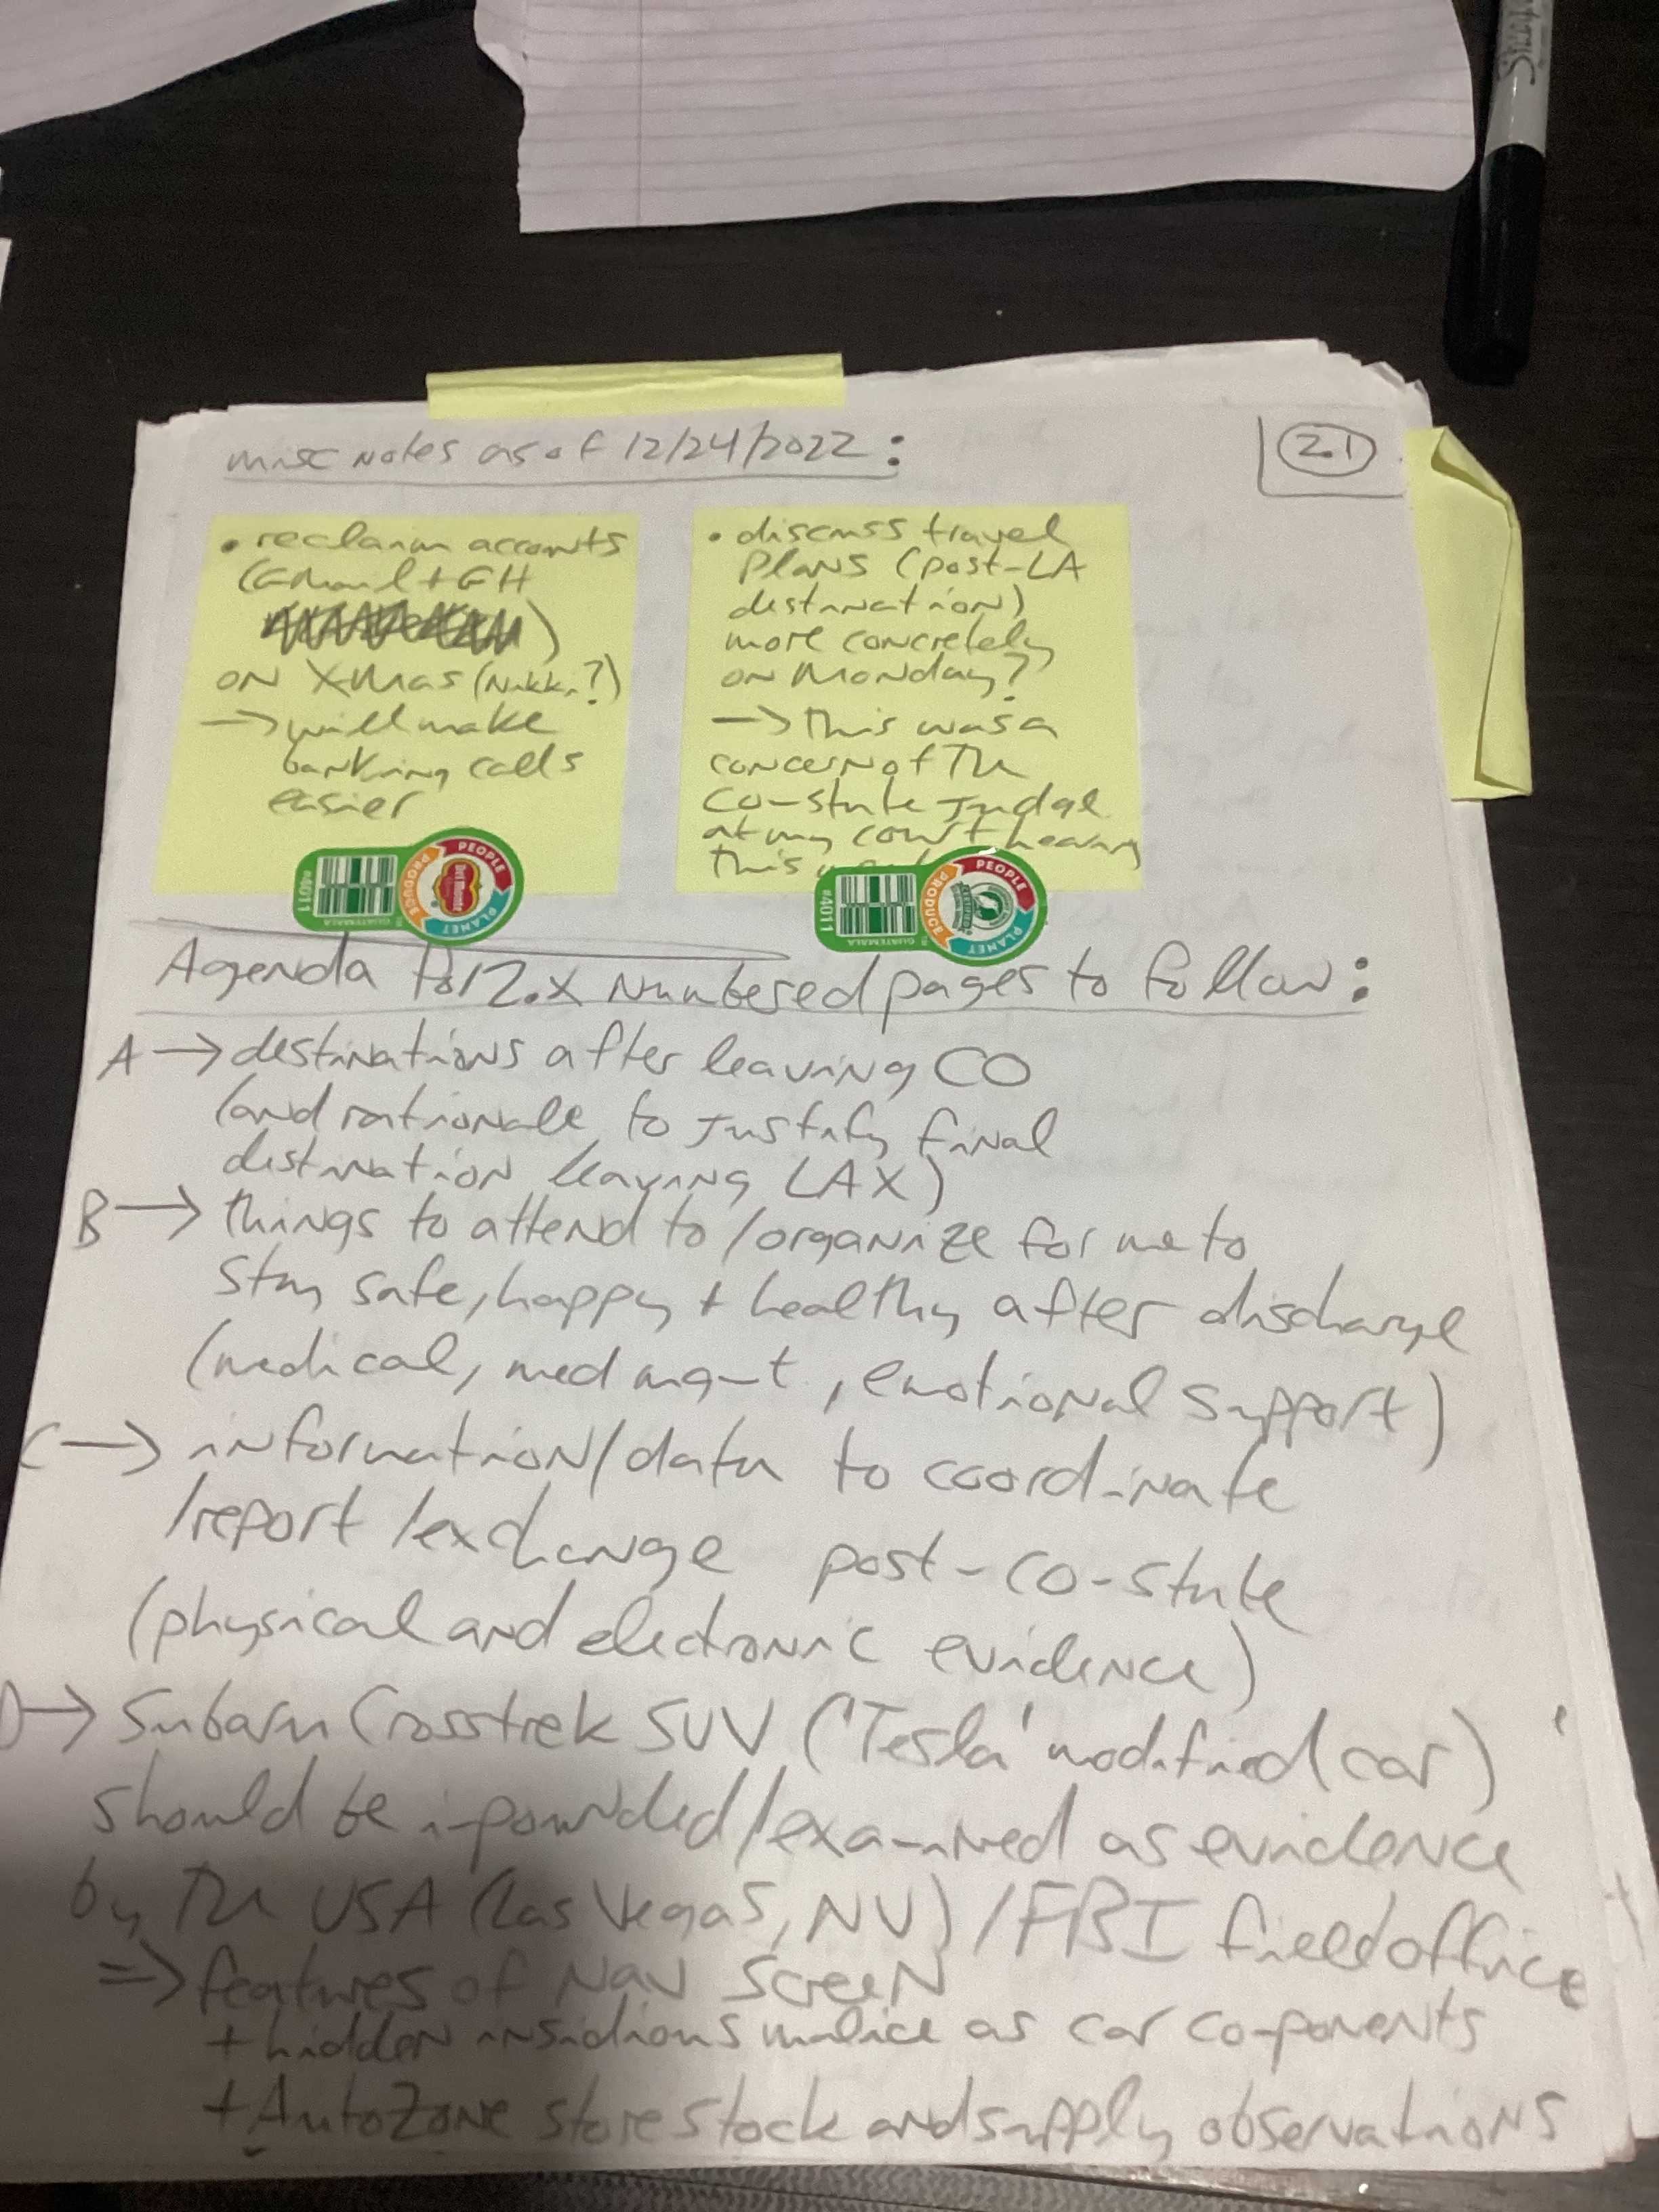 Sharpie
misc notes as of 12/24/2022:
2.1
• reclaim accounts
(Gmail + GH
)
on Xmas (Nikki?)
→ will make
banking calls
easier
• discuss travel
plans (post-LA
destination)
more concretely
on Monday?
→ this was a
concern of the
CO-state judge
at my court hearing
this
#4011
GUATEMALA
PEOPLE
PLANET
PRODUCE
Del Monte
#4011
GUATEMALA
PEOPLE
PLANET
PRODUCE
Agenda for 2.x numbered pages to follow:
A → destinations after leaving CO
(and rationale to justify final
destination leaving LAX)
B → things to attend to/organize for me to
stay safe, happy + healthy after discharge
(medical, med mgmt, emotional support)
C → information/data to coordinate
/report/exchange post-CO-state
(physical and electronic evidence)
D → Subaru Crosstrek SUV ('Tesla' modified car)
should be impounded/examined as evidence
by the USA (Las Vegas, NV)/FBI field office
⇒ features of Nav screen
+ hidden insidious malice as car components
+ AutoZone store stock and supply observations